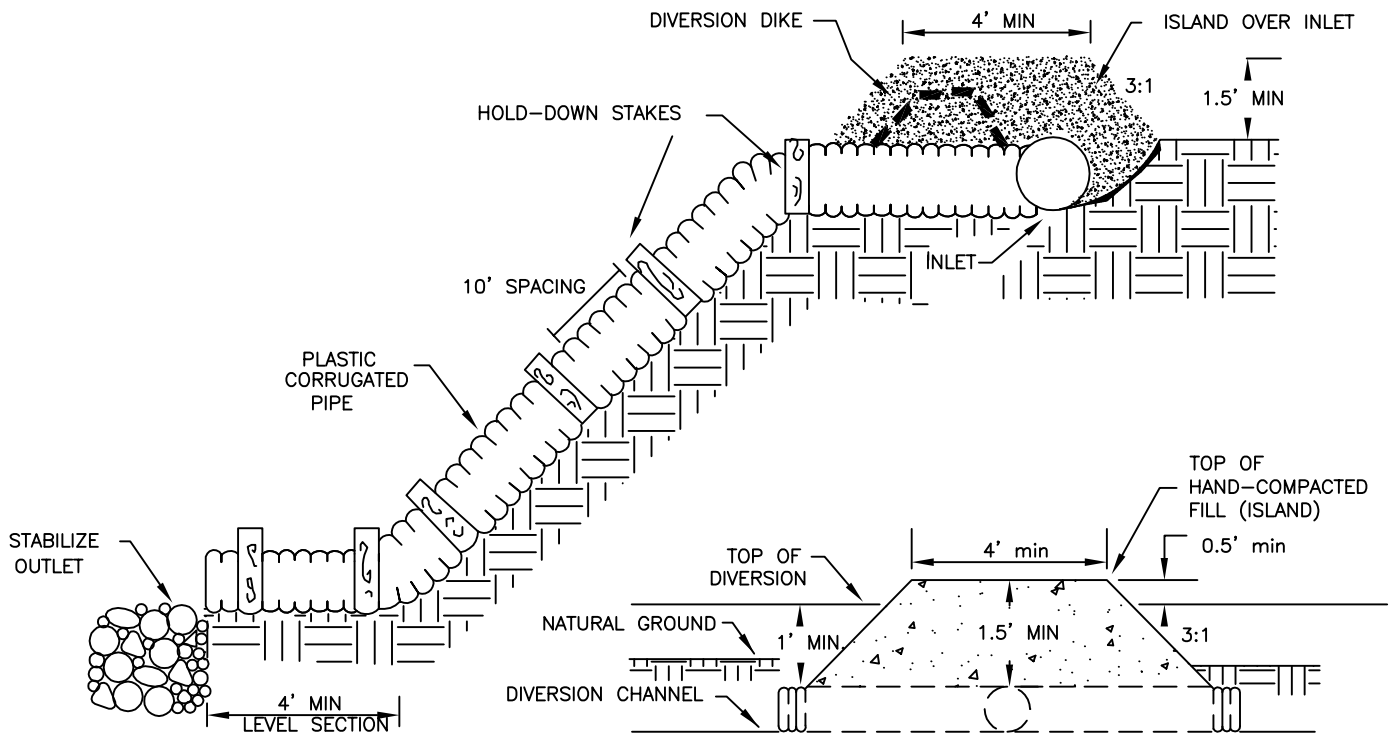 DIVERSION DIKE
4' MIN
ISLAND OVER INLET
3:1
1.5' MIN
HOLD-DOWN STAKES
INLET
10' SPACING
PLASTIC
CORRUGATED
PIPE
STABILIZE
OUTLET
4' MIN
LEVEL SECTION
TOP OF
HAND-COMPACTED
FILL (ISLAND)
0.5' min
4' min
TOP OF
DIVERSION
NATURAL GROUND
1' MIN.
1.5' MIN
3:1
DIVERSION CHANNEL